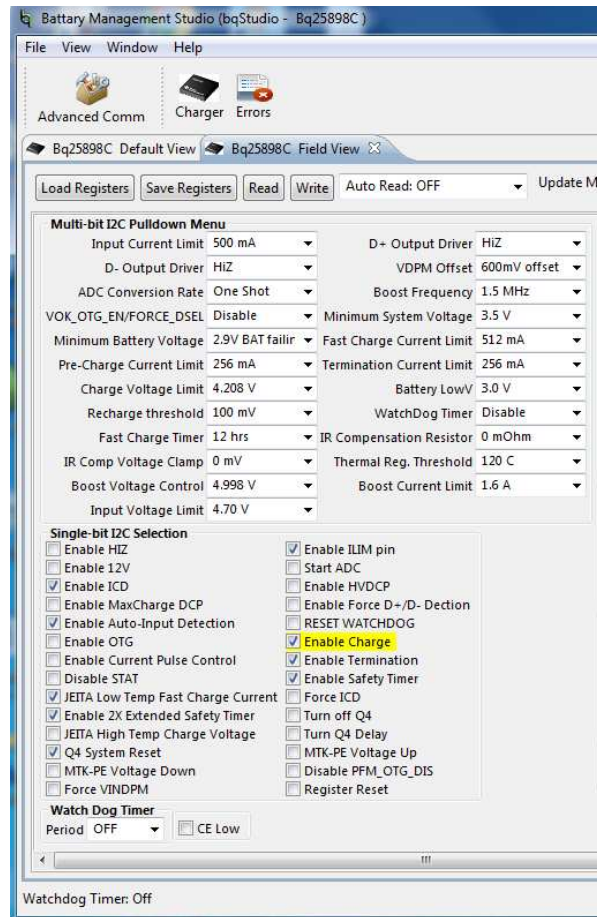 Battary Management Studio (bqStudio - Bq25898C )
File View Window Help
Advanced Comm Charger Errors
Bq25898C Default View Bq25898C Field View
Load Registers Save Registers Read Write Auto Read: OFF Update M
Multi-bit I2C Pulldown Menu
Input Current Limit 500 mA D+ Output Driver HiZ
D- Output Driver HiZ VDPM Offset 600mV offset
ADC Conversion Rate One Shot Boost Frequency 1.5 MHz
VOK_OTG_EN/FORCE_DSEL Disable Minimum System Voltage 3.5 V
Minimum Battery Voltage 2.9V BAT failir Fast Charge Current Limit 512 mA
Pre-Charge Current Limit 256 mA Termination Current Limit 256 mA
Charge Voltage Limit 4.208 V Battery LowV 3.0 V
Recharge threshold 100 mV WatchDog Timer Disable
Fast Charge Timer 12 hrs IR Compensation Resistor 0 mOhm
IR Comp Voltage Clamp 0 mV Thermal Reg. Threshold 120 C
Boost Voltage Control 4.998 V Boost Current Limit 1.6 A
Input Voltage Limit 4.70 V
Single-bit I2C Selection
Enable HIZ Enable ILIM pin
Enable 12V Start ADC
Enable ICD Enable HVDCP
Enable MaxCharge DCP Enable Force D+/D- Dection
Enable Auto-Input Detection RESET WATCHDOG
Enable OTG Enable Charge
Enable Current Pulse Control Enable Termination
Disable STAT Enable Safety Timer
JEITA Low Temp Fast Charge Current Force ICD
Enable 2X Extended Safety Timer Turn off Q4
JEITA High Temp Charge Voltage Turn Q4 Delay
Q4 System Reset MTK-PE Voltage Up
MTK-PE Voltage Down Disable PFM_OTG_DIS
Force VINDPM Register Reset
Watch Dog Timer
Period OFF CE Low
Watchdog Timer: Off